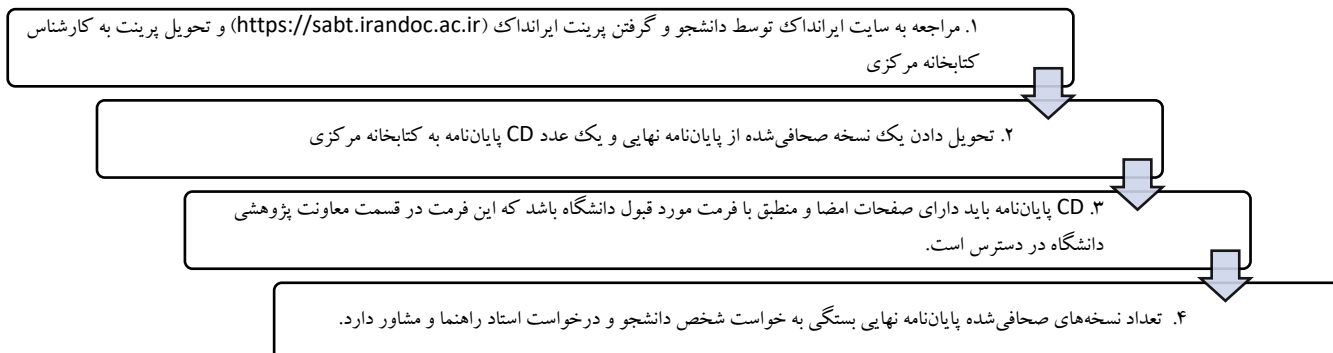 ۱. مراجعه به سایت ایرانداک توسط دانشجو و گرفتن پرینت ایرانداک (https://sabt.irandoc.ac.ir) و تحویل پرینت به کارشناس
کتابخانه مرکزی
۲. تحویل دادن یک نسخه صحافی‌شده از پایان‌نامه نهایی و یک عدد CD پایان‌نامه به کتابخانه مرکزی
۳. CD پایان‌نامه باید دارای صفحات امضا و منطبق با فرمت مورد قبول دانشگاه باشد که این فرمت در قسمت معاونت پژوهشی
دانشگاه در دسترس است.
۴. تعداد نسخه‌های صحافی‌شده پایان‌نامه نهایی بستگی به خواست شخص دانشجو و درخواست استاد راهنما و مشاور دارد.